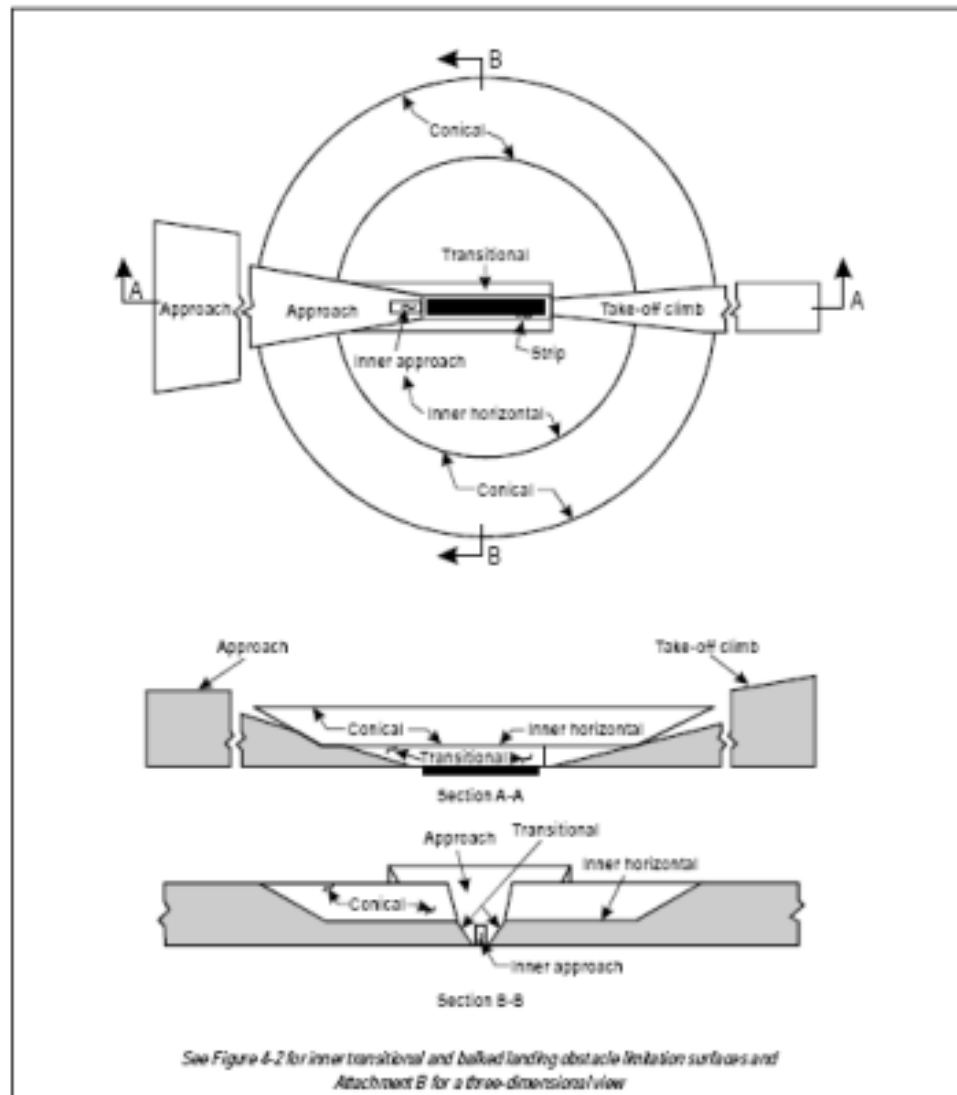 B
Conical
Transitional
A
Approach
Approach
Take-off climb
A
Strip
Inner approach
Inner horizontal
Conical
B
Approach
Take-off climb
Conical
Inner horizontal
Transitional
Section A-A
Transitional
Approach
Inner horizontal
Conical
Inner approach
Section B-B
See Figure 4-2 for inner transitional and balked landing obstacle limitation surfaces and
Attachment B for a three-dimensional view